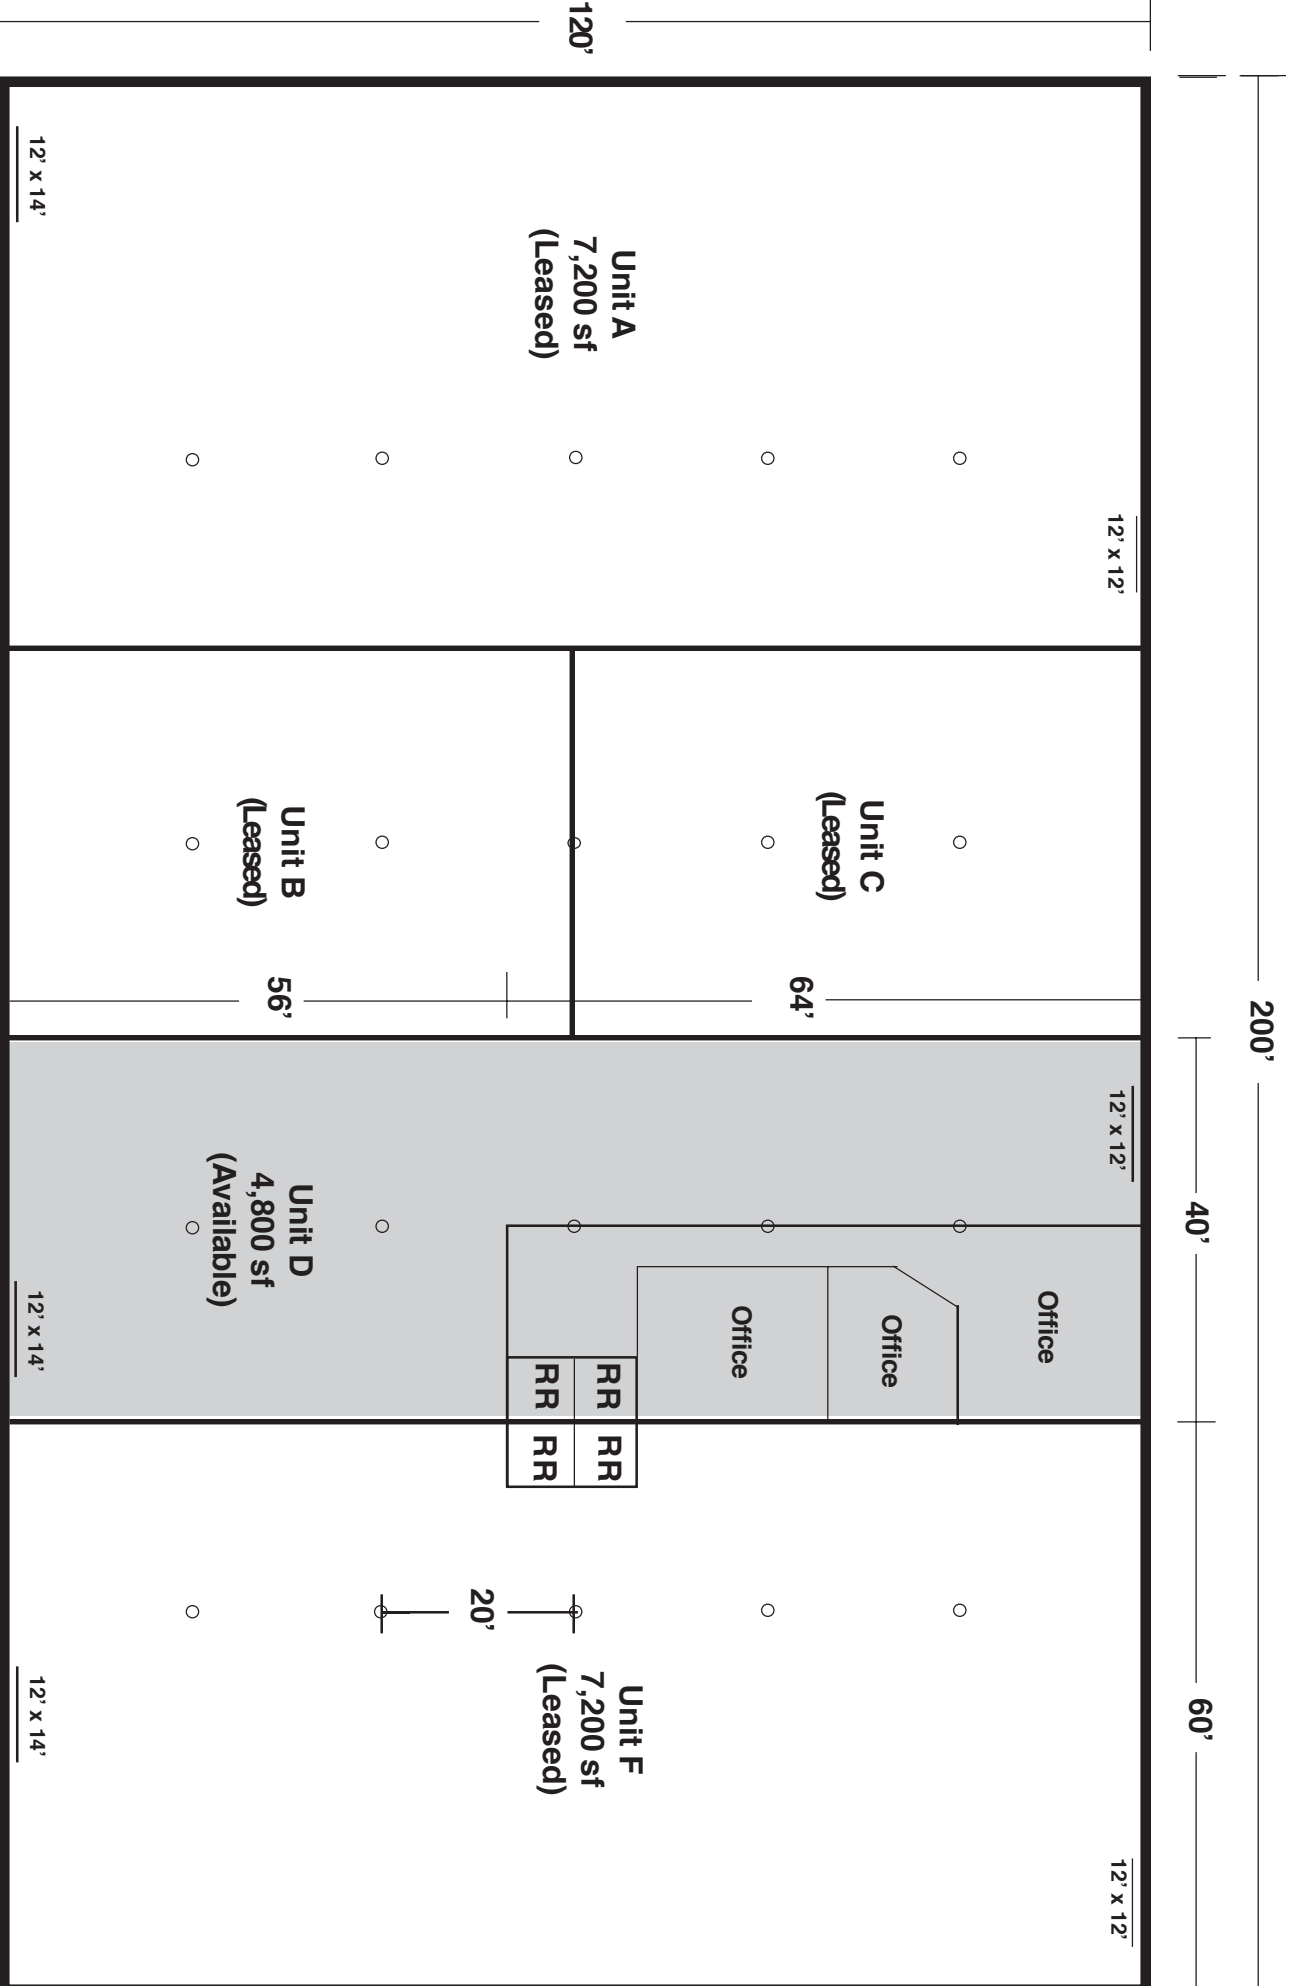 120’
200’
40’
60’
12’ x 14’
12’ x 12’
Unit A
7,200 sf
(Leased)
Unit C
(Leased)
Unit B
(Leased)
64’
56’
12’ x 12’
Office
Office
Office
RR
RR
RR
RR
Unit D
4,800 sf
(Available)
12’ x 14’
20’
Unit F
7,200 sf
(Leased)
12’ x 14’
12’ x 12’